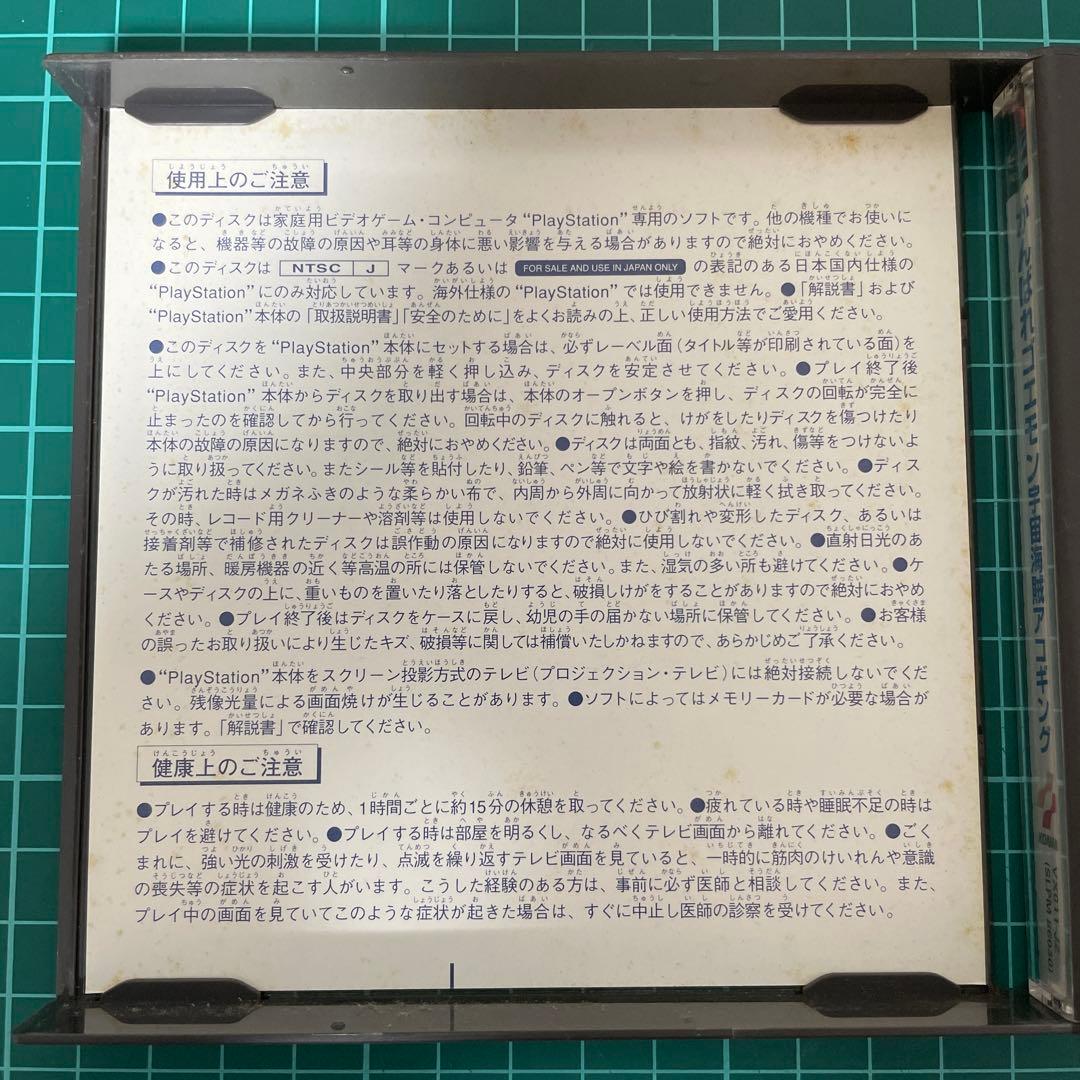 使用上のご注意
●このディスクは家庭用ビデオゲーム・コンピュータ“PlayStation”専用のソフトです。他の機種でお使いに
なると、機器等の故障の原因や耳等の身体に悪い影響を与える場合がありますので絶対におやめください。
●このディスクは NTSC J マークあるいは FOR SALE AND USE IN JAPAN ONLY の表記のある日本国内仕様の
“PlayStation”にのみ対応しています。海外仕様の“PlayStation”では使用できません。●「解説書」および
“PlayStation”本体の「取扱説明書」「安全のために」をよくお読みの上、正しい使用方法でご愛用ください。
●このディスクを“PlayStation”本体にセットする場合は、必ずレーベル面(タイトル等が印刷されている面)を
上にしてください。また、中央部分を軽く押し込み、ディスクを安定させてください。●プレイ終了後
“PlayStation”本体からディスクを取り出す場合は、本体のオープンボタンを押し、ディスクの回転が完全に
止まったのを確認してから行ってください。回転中のディスクに触れると、けがをしたりディスクを傷つけたり
本体の故障の原因になりますので、絶対におやめください。●ディスクは両面とも、指紋、汚れ、傷等をつけないよ
うに取り扱ってください。またシール等を貼付したり、鉛筆、ペン等で文字や絵を書かないでください。●ディス
クが汚れた時はメガネふきのような柔らかい布で、内周から外周に向かって放射状に軽く拭き取ってください。
その時、レコード用クリーナーや溶剤等は使用しないでください。●ひび割れや変形したディスク、あるいは
接着剤等で補修されたディスクは誤作動の原因になりますので絶対に使用しないでください。●直射日光のあ
たる場所、暖房機器の近く等高温の所には保管しないでください。また、湿気の多い所も避けてください。●ケ
ースやディスクの上に、重いものを置いたり落としたりすると、破損しけがをすることがありますので絶対におやめ
ください。●プレイ終了後はディスクをケースに戻し、幼児の手の届かない場所に保管してください。●お客様
の誤ったお取り扱いにより生じたキズ、破損等に関しては補償いたしかねますので、あらかじめご了承ください。
●“PlayStation”本体をスクリーン投影方式のテレビ(プロジェクション・テレビ)には絶対接続しないでくだ
さい。残像光量による画面焼けが生じることがあります。●ソフトによってはメモリーカードが必要な場合が
あります。「解説書」で確認してください。
健康上のご注意
●プレイする時は健康のため、1時間ごとに約15分の休憩を取ってください。●疲れている時や睡眠不足の時は
プレイを避けてください。●プレイする時は部屋を明るくし、なるべくテレビ画面から離れてください。●ごく
まれに、強い光の刺激を受けたり、点滅を繰り返すテレビ画面を見ていると、一時的に筋肉のけいれんや意識
の喪失等の症状を起こす人がいます。こうした経験のある方は、事前に必ず医師と相談してください。また、
プレイ中の画面を見ていてこのような症状が起きた場合は、すぐに中止し医師の診察を受けてください。
がんばれゴエモン宇宙海賊アコギング